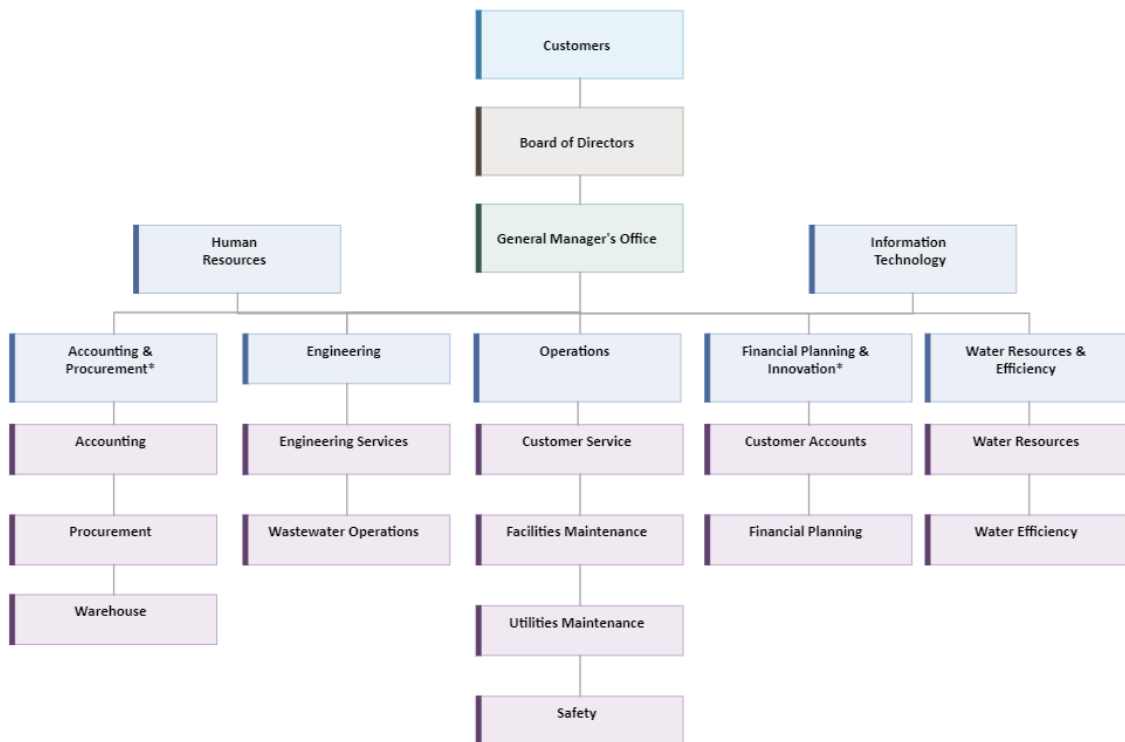 Customers
Board of Directors
General Manager's Office
Human
Resources
Information
Technology
Accounting &
Procurement*
Engineering
Operations
Financial Planning &
Innovation*
Water Resources &
Efficiency
Accounting
Engineering Services
Customer Service
Customer Accounts
Water Resources
Procurement
Wastewater Operations
Facilities Maintenance
Financial Planning
Water Efficiency
Warehouse
Utilities Maintenance
Safety